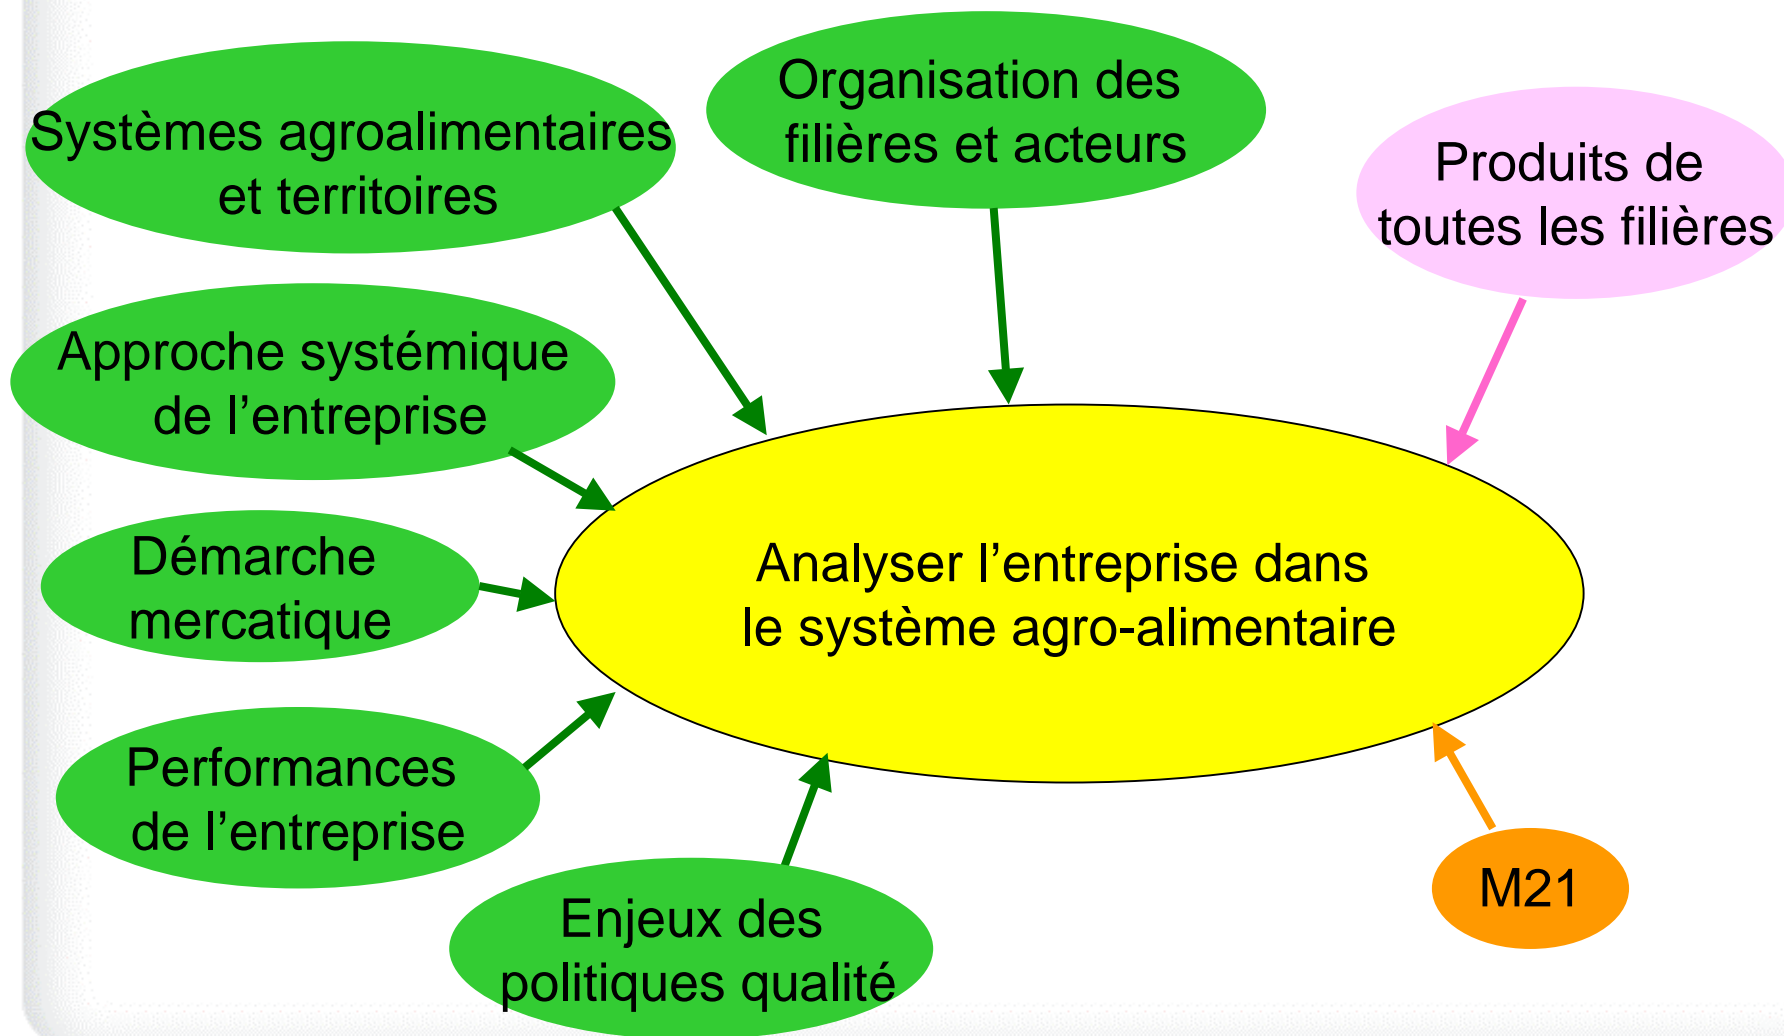 Systèmes agroalimentaires
et territoires
Organisation des
filières et acteurs
Produits de
toutes les filières
Approche systémique
de l’entreprise
Démarche
mercatique
Analyser l’entreprise dans
le système agro-alimentaire
Performances
de l’entreprise
Enjeux des
politiques qualité
M21